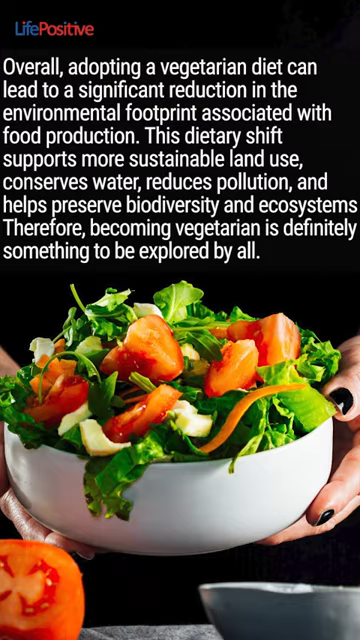 LifePositive
Overall, adopting a vegetarian diet can
lead to a significant reduction in the
environmental footprint associated with
food production. This dietary shift
supports more sustainable land use,
conserves water, reduces pollution, and
helps preserve biodiversity and ecosystems
Therefore, becoming vegetarian is definitely
something to be explored by all.